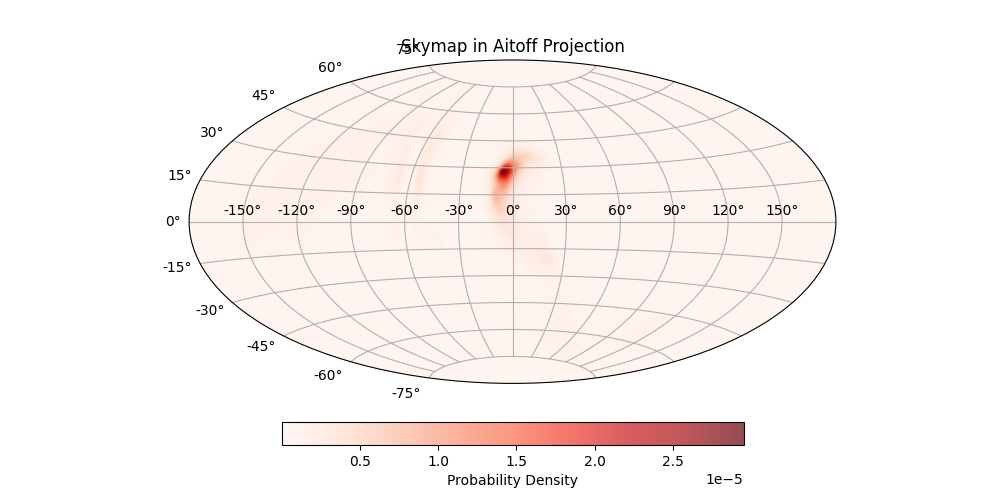 Skymap in Aitoff Projection
75°
60°
45°
30°
15°
-150° -120° -90° -60° -30° 0° 30° 60° 90° 120° 150°
0°
-15°
-30°
-45°
-60°
-75°
0.5 1.0 1.5 2.0 2.5
1e−5
Probability Density